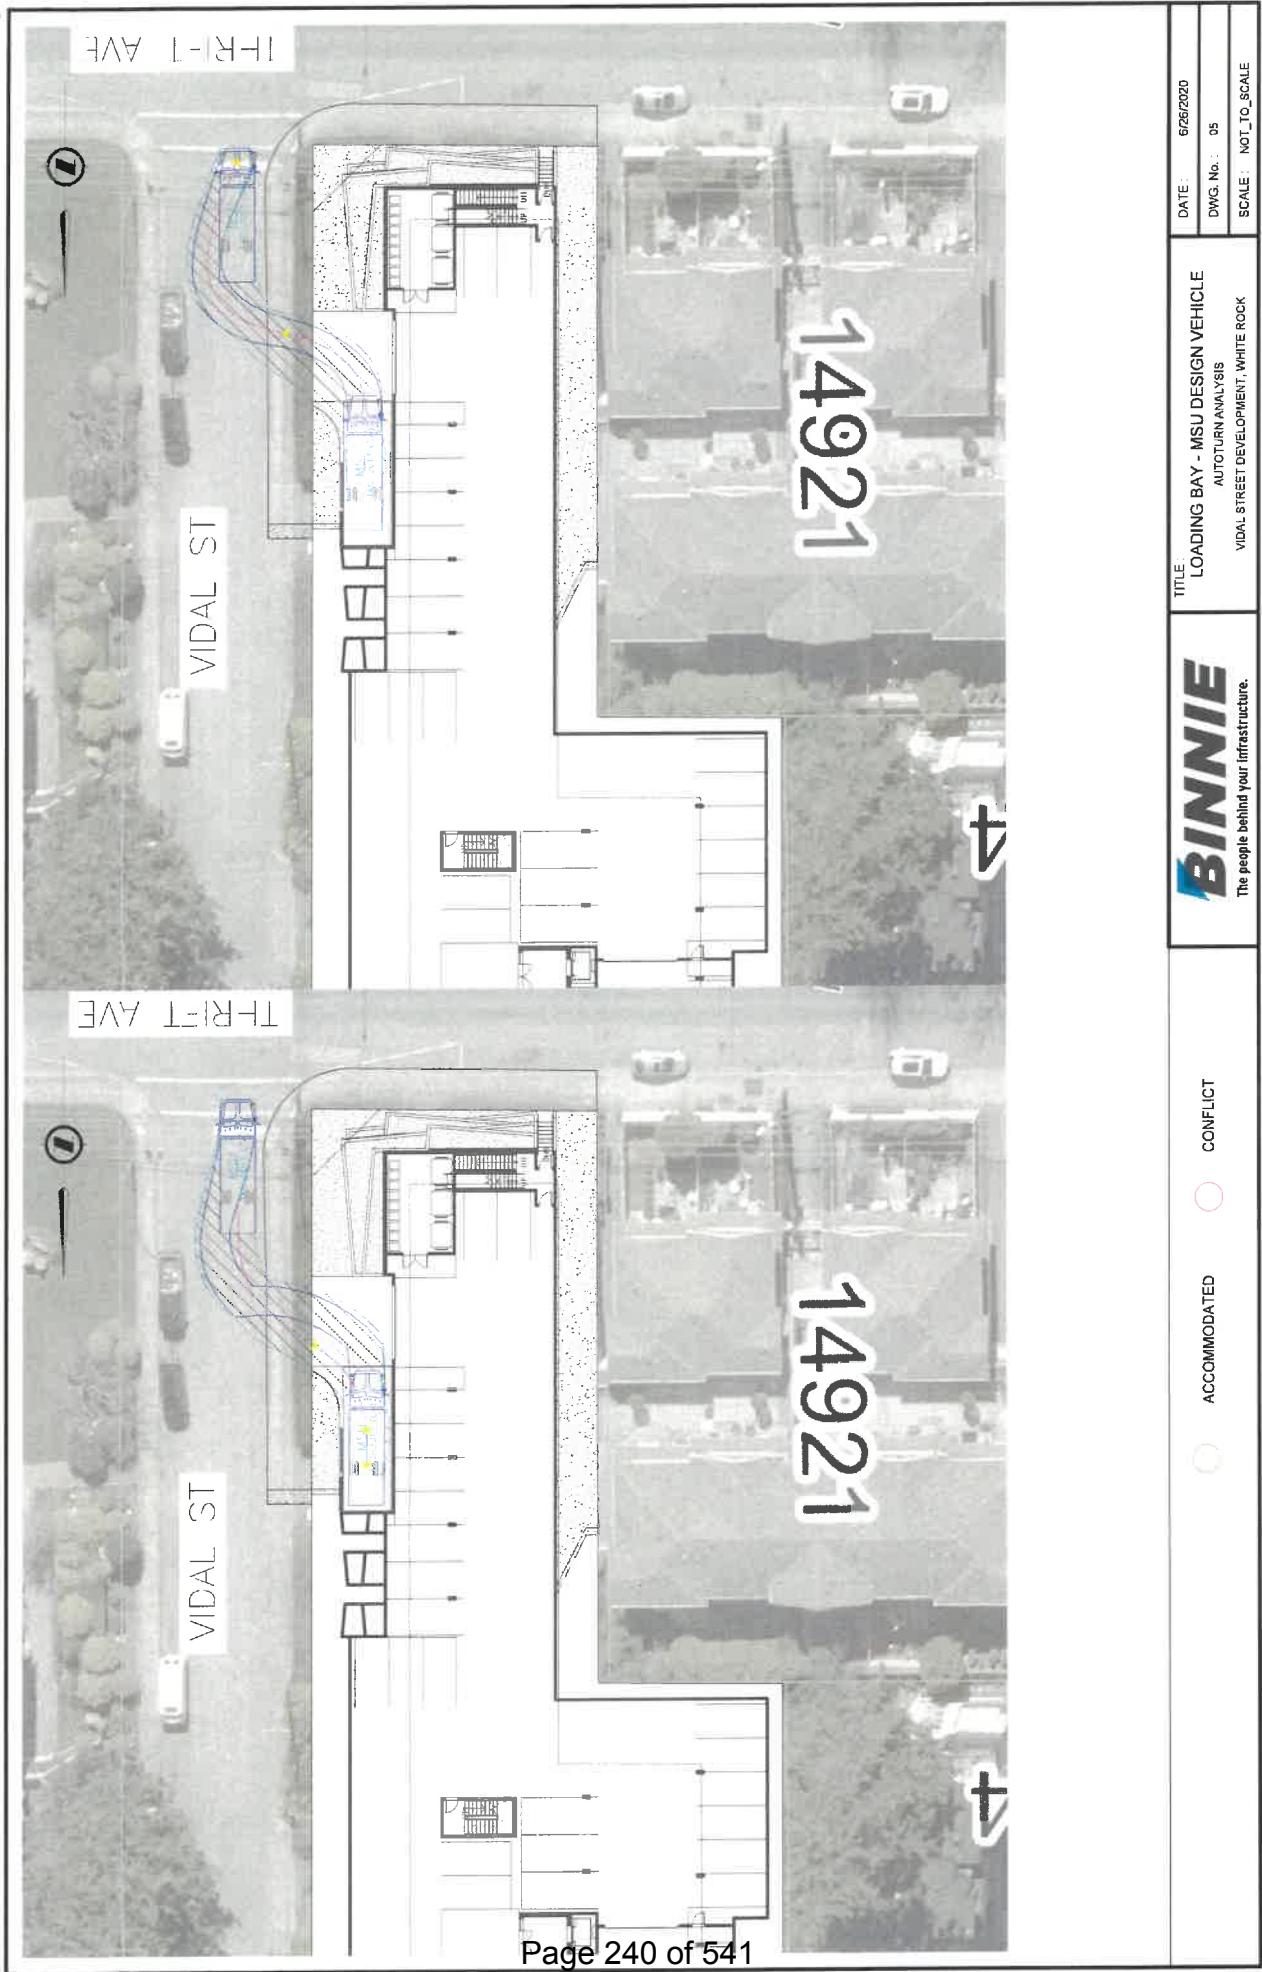 THRIFT AVE
VIDAL ST
14921
4
THRIFT AVE
VIDAL ST
14921
4
ACCOMMODATED
CONFLICT
BINNIE
The people behind your infrastructure.
TITLE :
LOADING BAY - MSU DESIGN VEHICLE
AUTOTURN ANALYSIS
VIDAL STREET DEVELOPMENT, WHITE ROCK
DATE : 6/26/2020
DWG. No. : 05
SCALE : NOT_TO_SCALE
Page 240 of 541